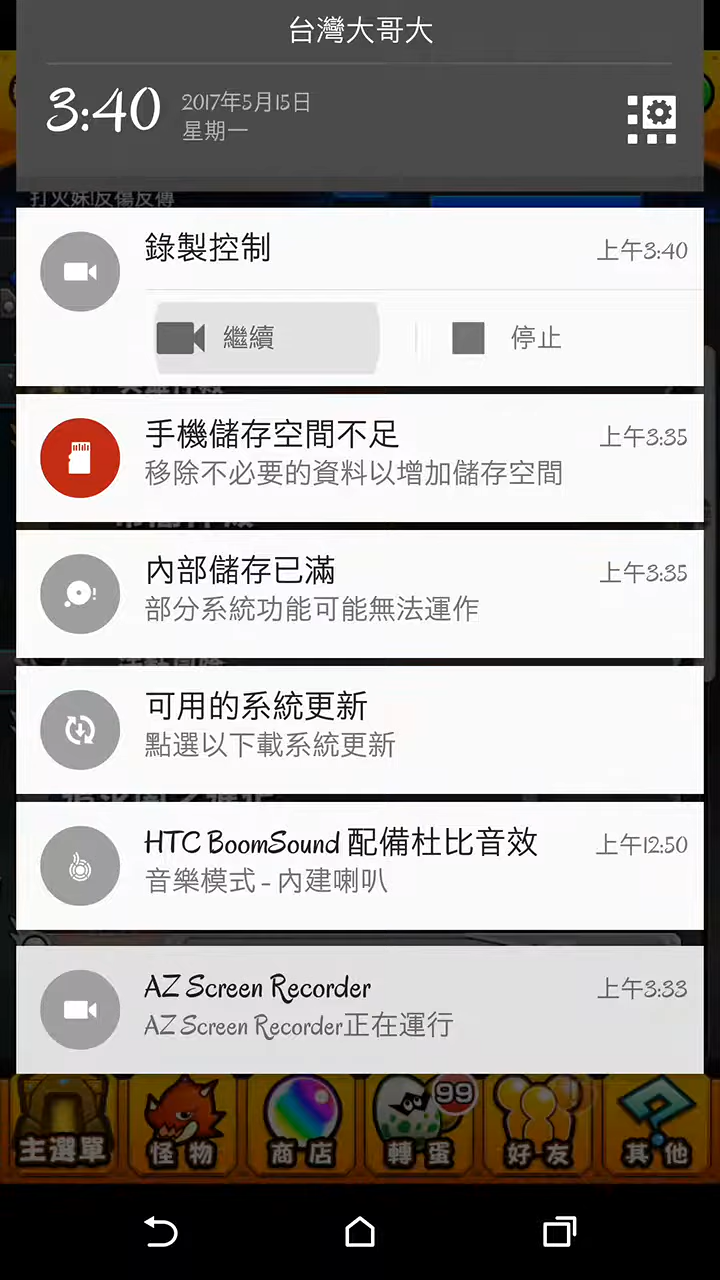 台灣大哥大
3:40
2017年5月15日
星期一
打火妹!反傷反傳
錄製控制
上午3:40
繼續
停止
手機儲存空間不足
上午3:35
移除不必要的資料以增加儲存空間
內部儲存已滿
上午3:35
部分系統功能可能無法運作
可用的系統更新
點選以下載系統更新
HTC BoomSound 配備杜比音效
上午12:50
音樂模式 - 內建喇叭
AZ Screen Recorder
上午3:33
AZ Screen Recorder正在運行
99
主選單
怪物
商店
轉蛋
好友
其他